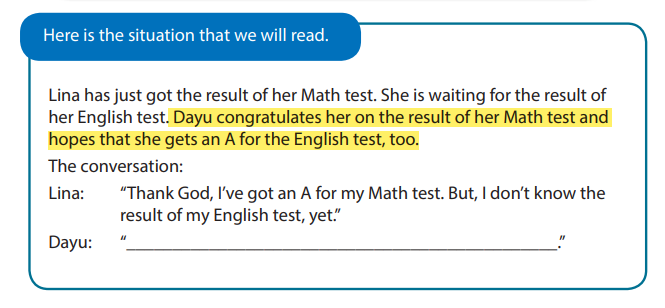 Here is the situation that we will read.
Lina has just got the result of her Math test. She is waiting for the result of
her English test. Dayu congratulates her on the result of her Math test and
hopes that she gets an A for the English test, too.
The conversation:
Lina: “Thank God, I’ve got an A for my Math test. But, I don’t know the
result of my English test, yet.”
Dayu: “______________________________________________.”